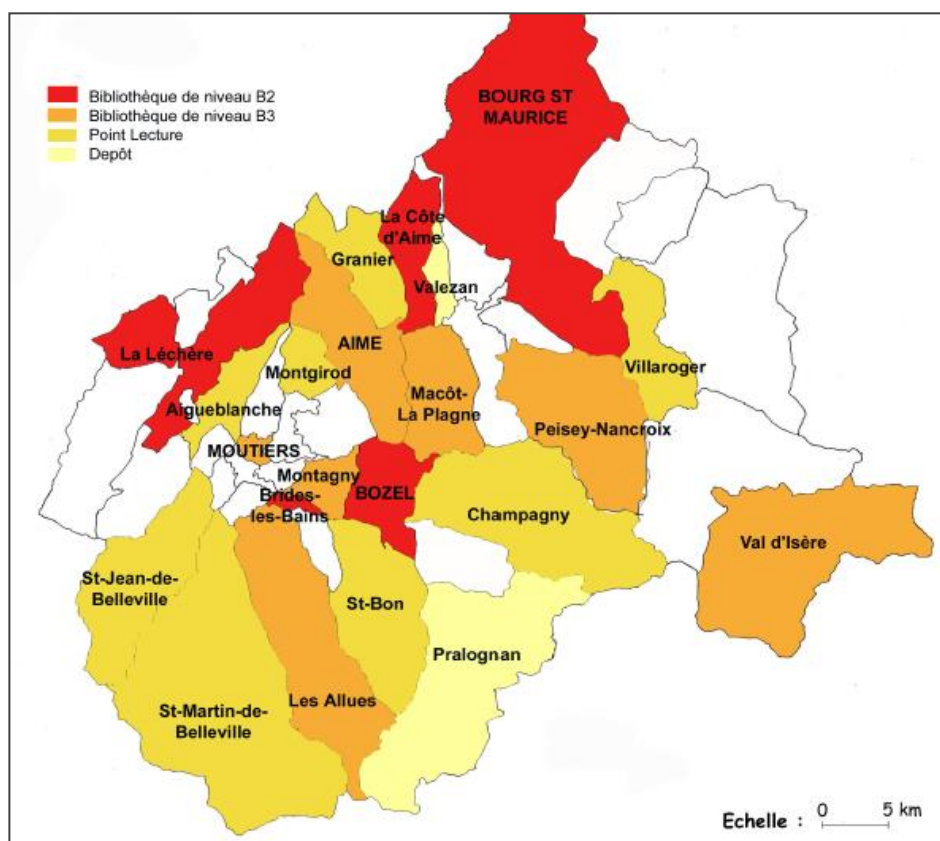 Bibliothèque de niveau B2
Bibliothèque de niveau B3
Point Lecture
Depôt
BOURG ST
MAURICE
La Côte
d'Aime
Granier
Valezan
La Léchère
AIME
Montgirod
Villaroger
Macôt-
La Plagne
Aigueblanche
Peisey-Nancroix
MOUTIERS
Montagny
BOZEL
Brides-
les-Bains
Champagny
Val d'Isère
St-Jean-de-
Belleville
St-Bon
Pralognan
Les Allues
St-Martin-de-
Belleville
Echelle : 0 5 km